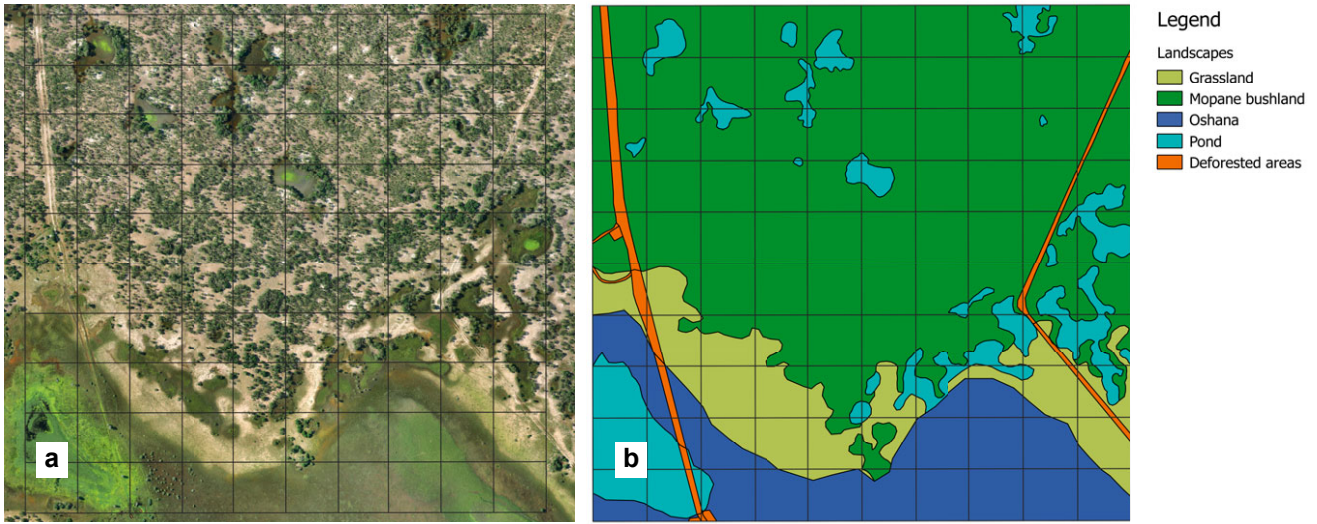 a
b
Legend
Landscapes
Grassland
Mopane bushland
Oshana
Pond
Deforested areas